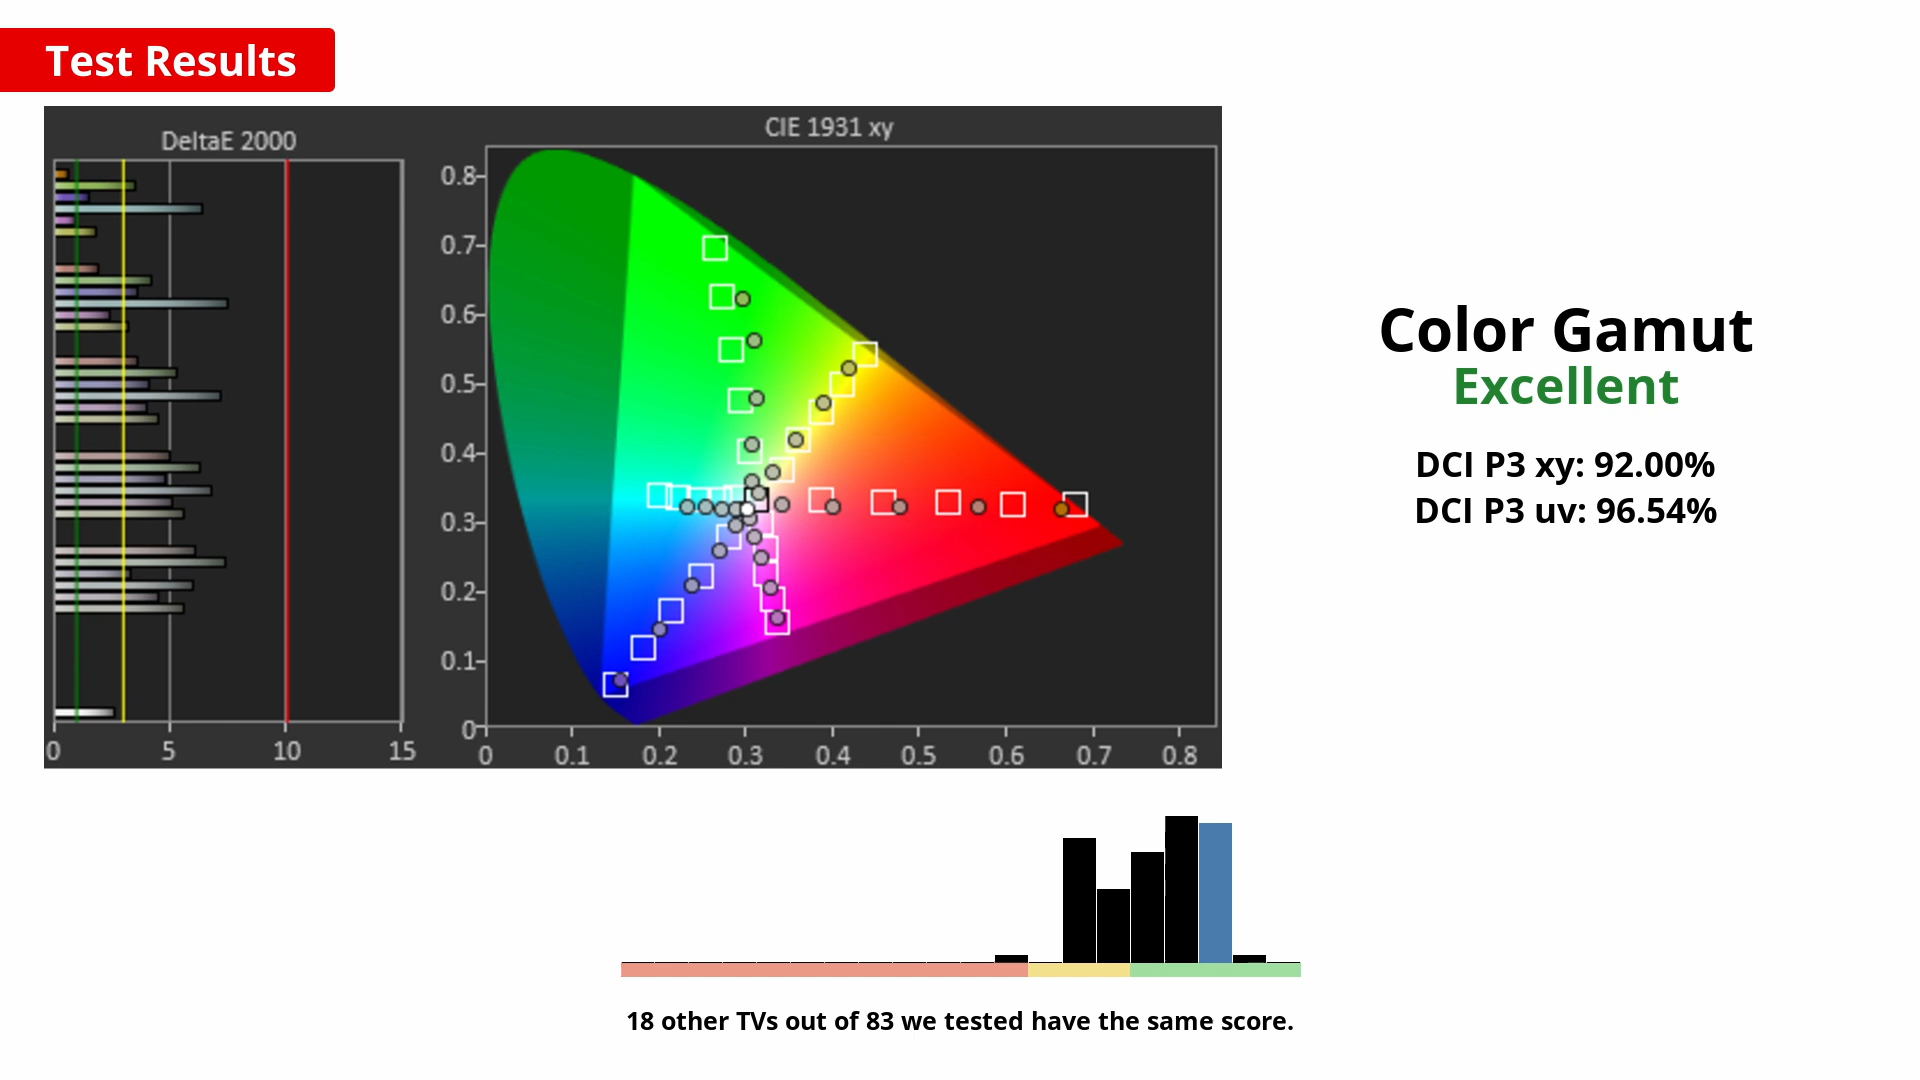 Test Results
DeltaE 2000
0 5 10 15
CIE 1931 xy
0.8
0.7
0.6
0.5
0.4
0.3
0.2
0.1
0
0 0.1 0.2 0.3 0.4 0.5 0.6 0.7 0.8
Color Gamut
Excellent
DCI P3 xy: 92.00%
DCI P3 uv: 96.54%
18 other TVs out of 83 we tested have the same score.